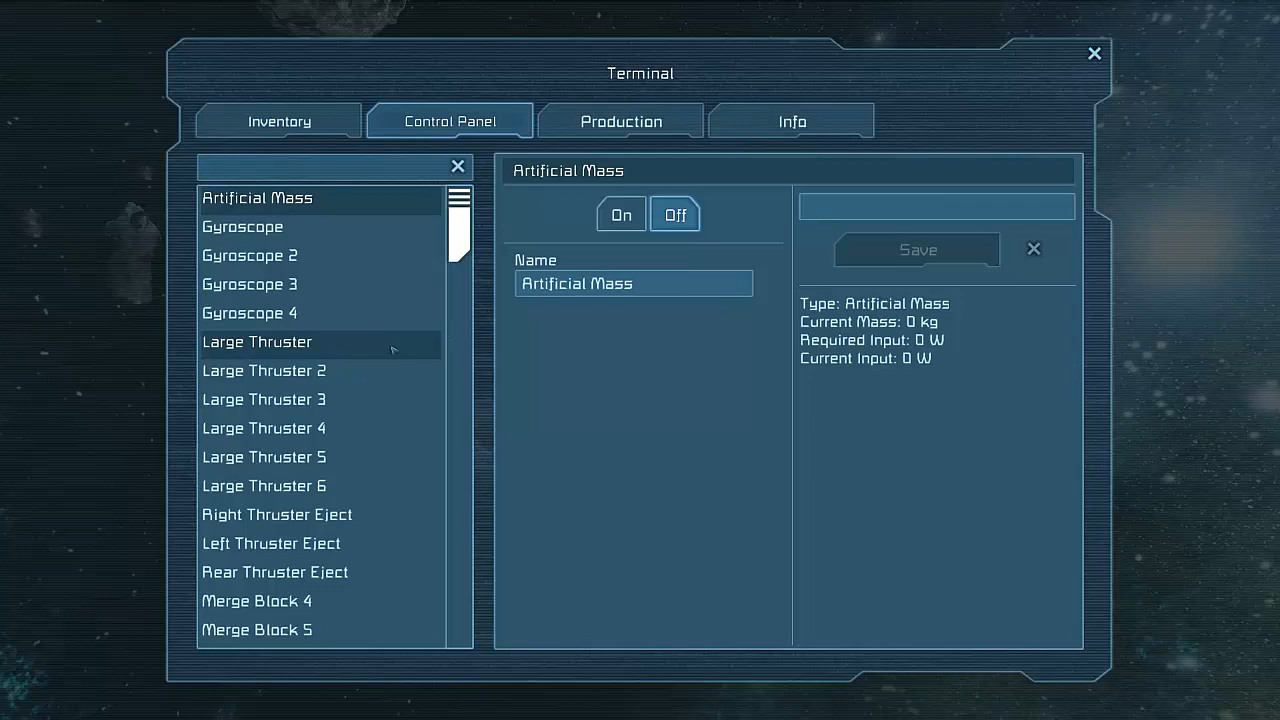 Terminal
Inventory
Control Panel
Production
Info
Artificial Mass
Gyroscope
Gyroscope 2
Gyroscope 3
Gyroscope 4
Large Thruster
Large Thruster 2
Large Thruster 3
Large Thruster 4
Large Thruster 5
Large Thruster 6
Right Thruster Eject
Left Thruster Eject
Rear Thruster Eject
Merge Block 4
Merge Block 5
Artificial Mass
On
Off
Name
Artificial Mass
Save
Type: Artificial Mass
Current Mass: 0 kg
Required Input: 0 W
Current Input: 0 W